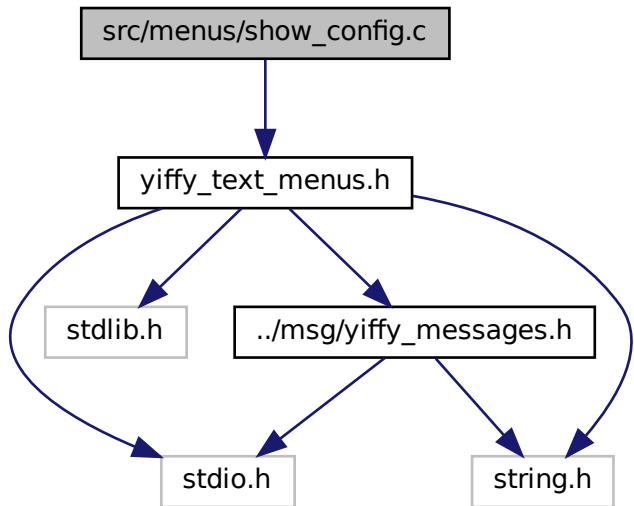 src/menus/show_config.c
yiffy_text_menus.h
stdlib.h
../msg/yiffy_messages.h
stdio.h
string.h